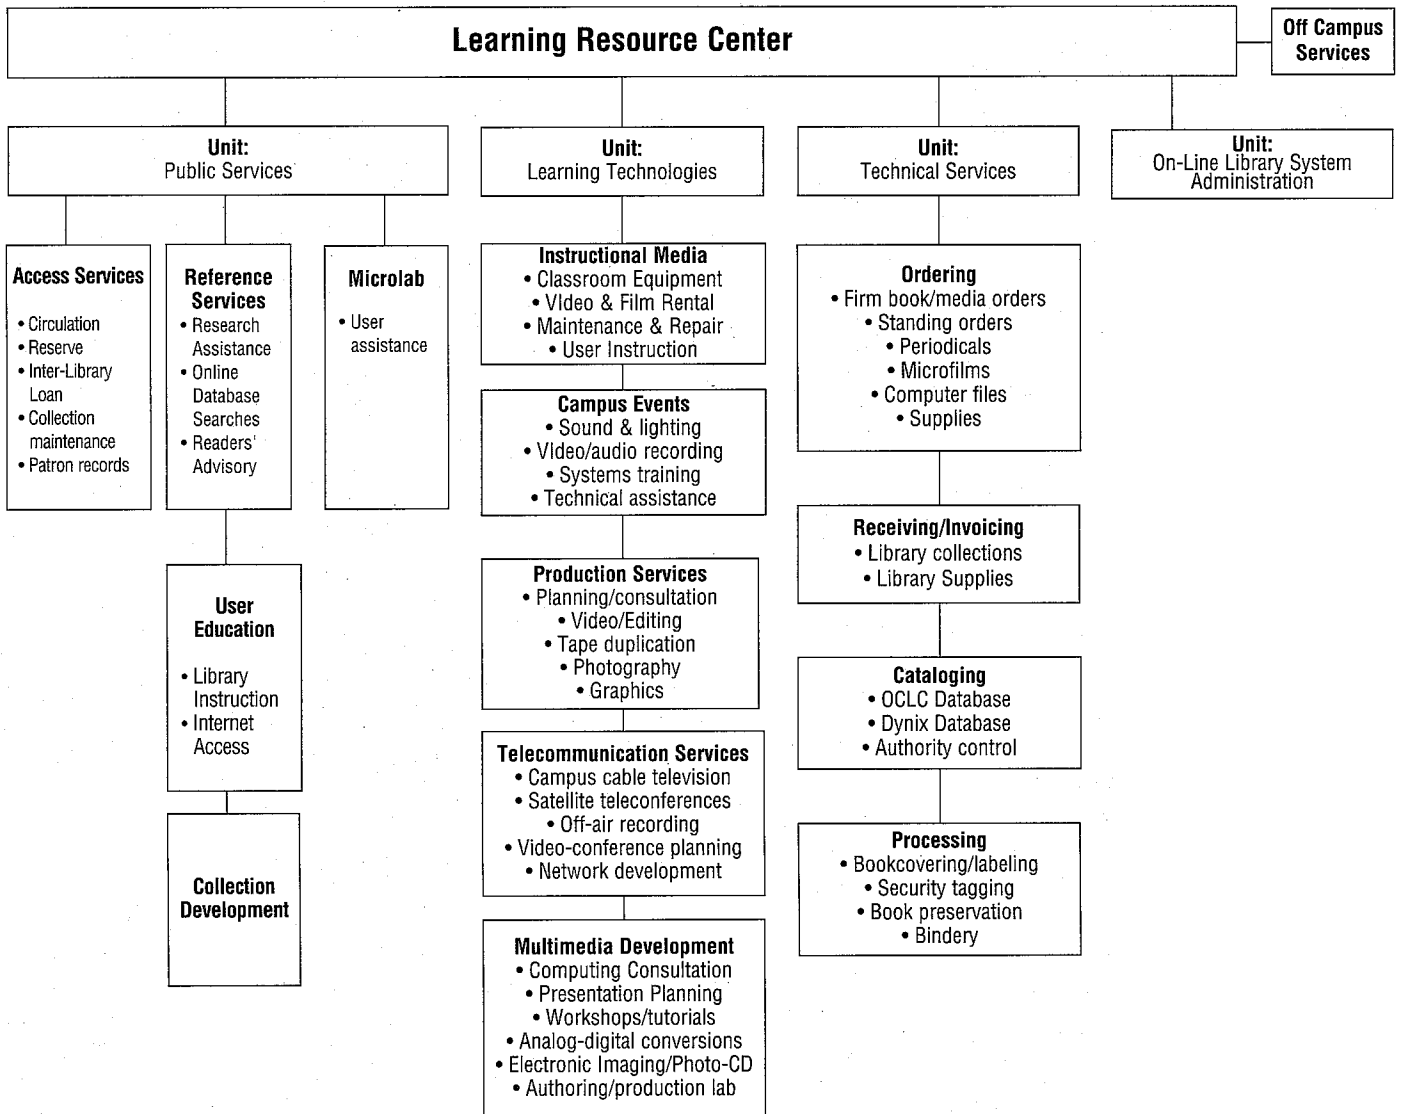 Learning Resource Center
Off Campus
Services
Unit:
Public Services
Unit:
Learning Technologies
Unit:
Technical Services
Unit:
On-Line Library System
Administration
Access Services
• Circulation
• Reserve
• Inter-Library
Loan
• Collection
maintenance
• Patron records
Reference
Services
• Research
Assistance
• Online
Database
Searches
• Readers'
Advisory
Microlab
• User
assistance
User
Education
• Library
Instruction
• Internet
Access
Collection
Development
Instructional Media
• Classroom Equipment
• VIdeo & Film Rental
• Maintenance & Repair
• User Instruction
Campus Events
• Sound & lighting
• VIdeo/audio recording
• Systems training
• Technical assistance
Production Services
• Planning/consultation
• Video/Editing
• Tape duplication
• Photography
• Graphics
Telecommunication Services
• Campus cable television
• Satellite teleconferences
• Off-air recording
• Video-conference planning
• Network development
Multimedia Development
• Computing Consultation
• Presentation Planning
• Workshops/tutorials
• Analog-digital conversions
• Electronic Imaging/Photo-CD
• Authoring/production lab
Ordering
• Firm book/media orders
• Standing orders
• Periodicals
• Microfilms
• Computer files
• Supplies
Receiving/Invoicing
• Library collections
• Library Supplies
Cataloging
• OCLC Database
• Dynix Database
• Authority control
Processing
• Bookcovering/labeling
• Security tagging
• Book preservation
• Bindery